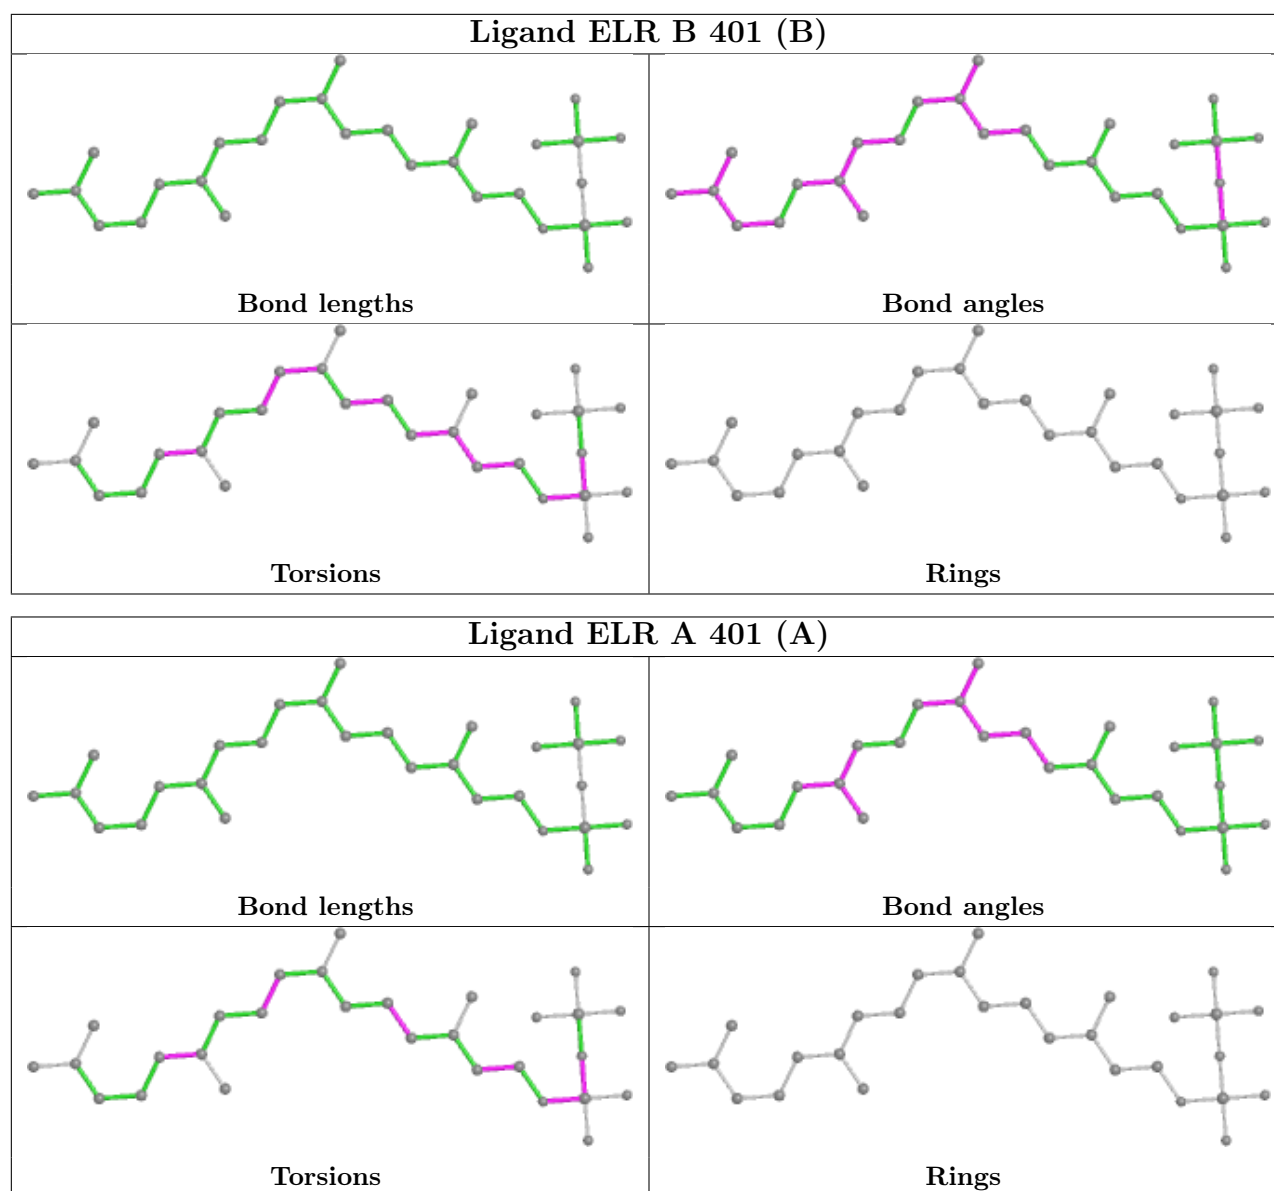 Ligand ELR B 401 (B)
Bond lengths
Bond angles
Torsions
Rings
Ligand ELR A 401 (A)
Bond lengths
Bond angles
Torsions
Rings